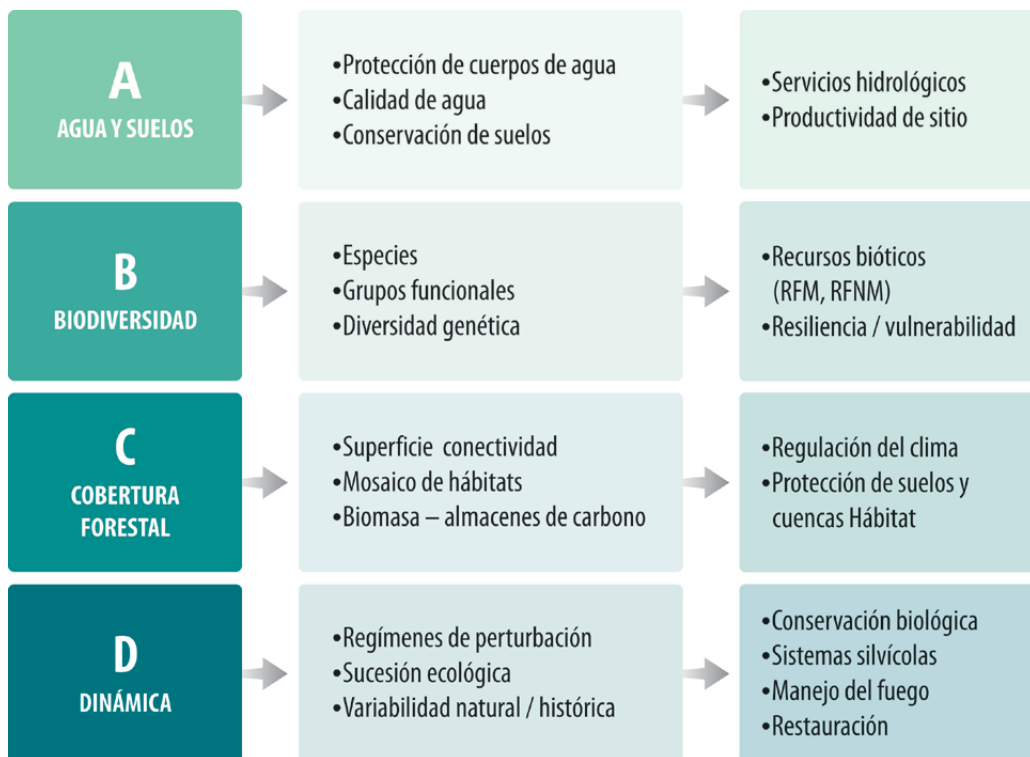 A
AGUA Y SUELOS
•Protección de cuerpos de agua
•Calidad de agua
•Conservación de suelos
•Servicios hidrológicos
•Productividad de sitio
B
BIODIVERSIDAD
•Especies
•Grupos funcionales
•Diversidad genética
•Recursos bióticos
(RFM, RFNM)
•Resiliencia / vulnerabilidad
C
COBERTURA
FORESTAL
•Superficie conectividad
•Mosaico de hábitats
•Biomasa – almacenes de carbono
•Regulación del clima
•Protección de suelos y
cuencas Hábitat
D
DINÁMICA
•Regímenes de perturbación
•Sucesión ecológica
•Variabilidad natural / histórica
•Conservación biológica
•Sistemas silvícolas
•Manejo del fuego
•Restauración